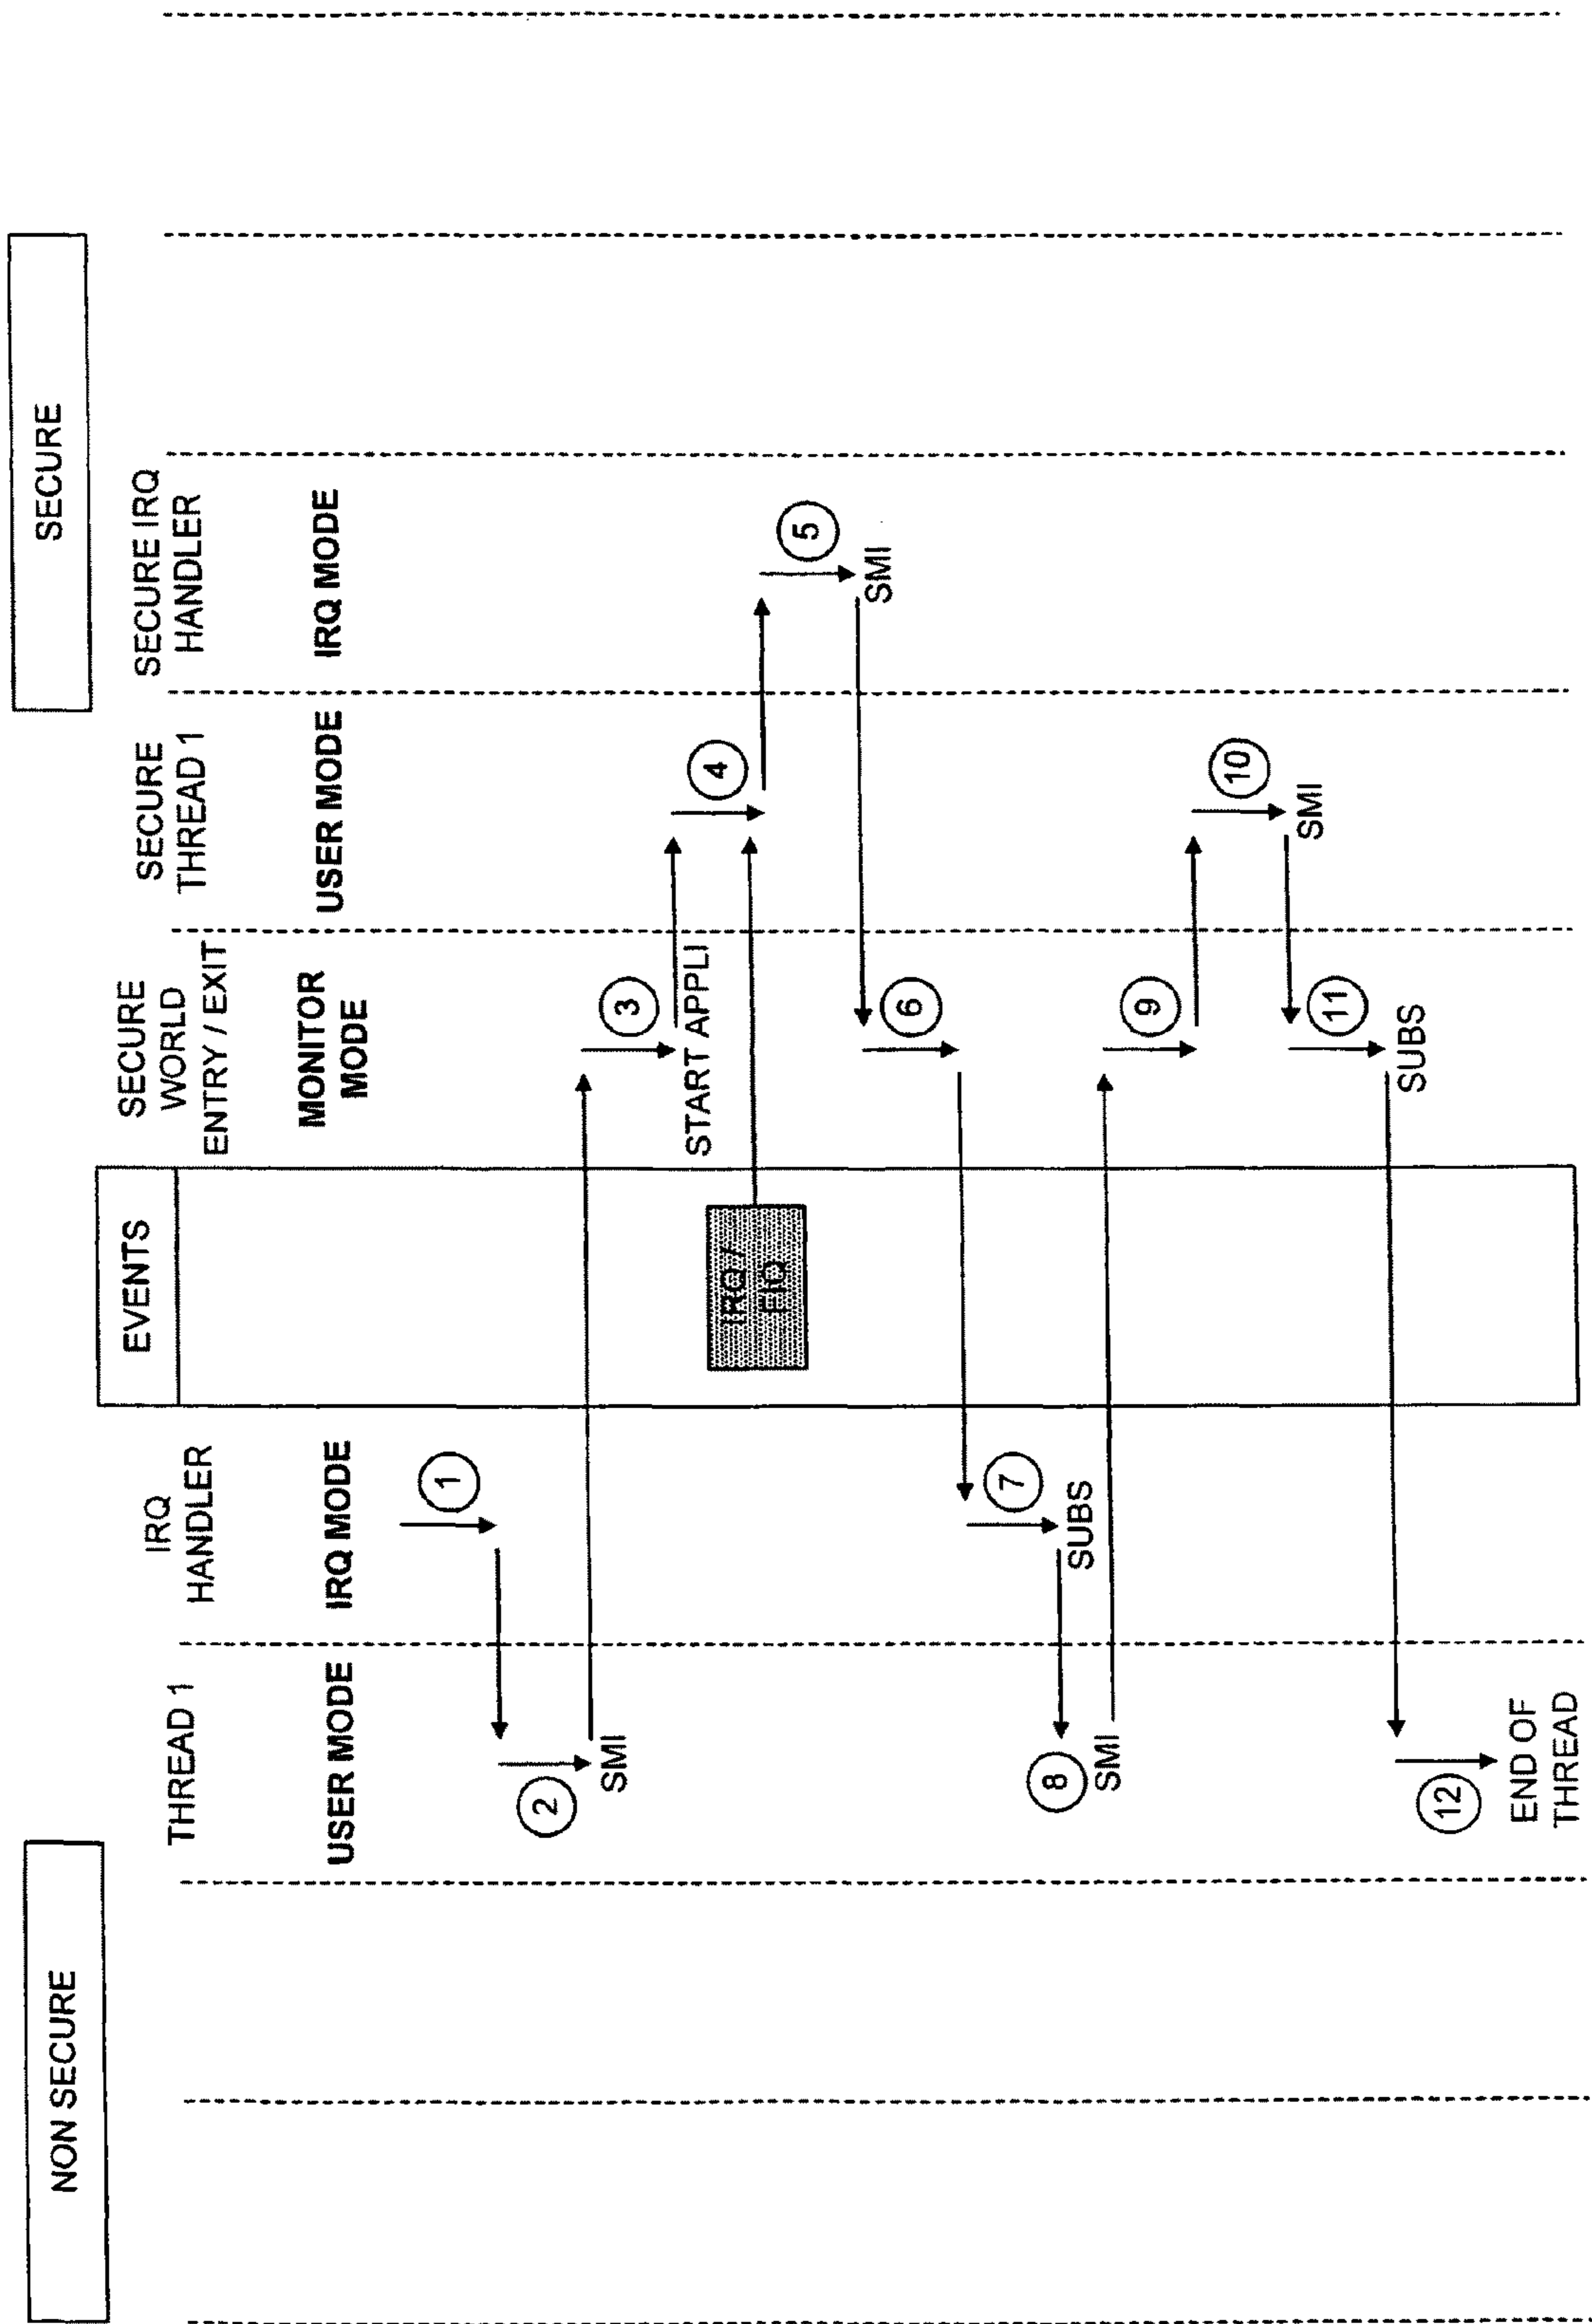 NON SECURE
SECURE
EVENTS
THREAD 1
USER MODE
IRQ
HANDLER
IRQ MODE
SECURE
WORLD
ENTRY / EXIT
MONITOR
MODE
SECURE
THREAD 1
USER MODE
SECURE IRQ
HANDLER
IRQ MODE
1
2
SMI
3
START APPLI
4
IRQ /
FIQ
5
SMI
6
7
SUBS
8
SMI
9
10
SMI
11
SUBS
12
END OF
THREAD